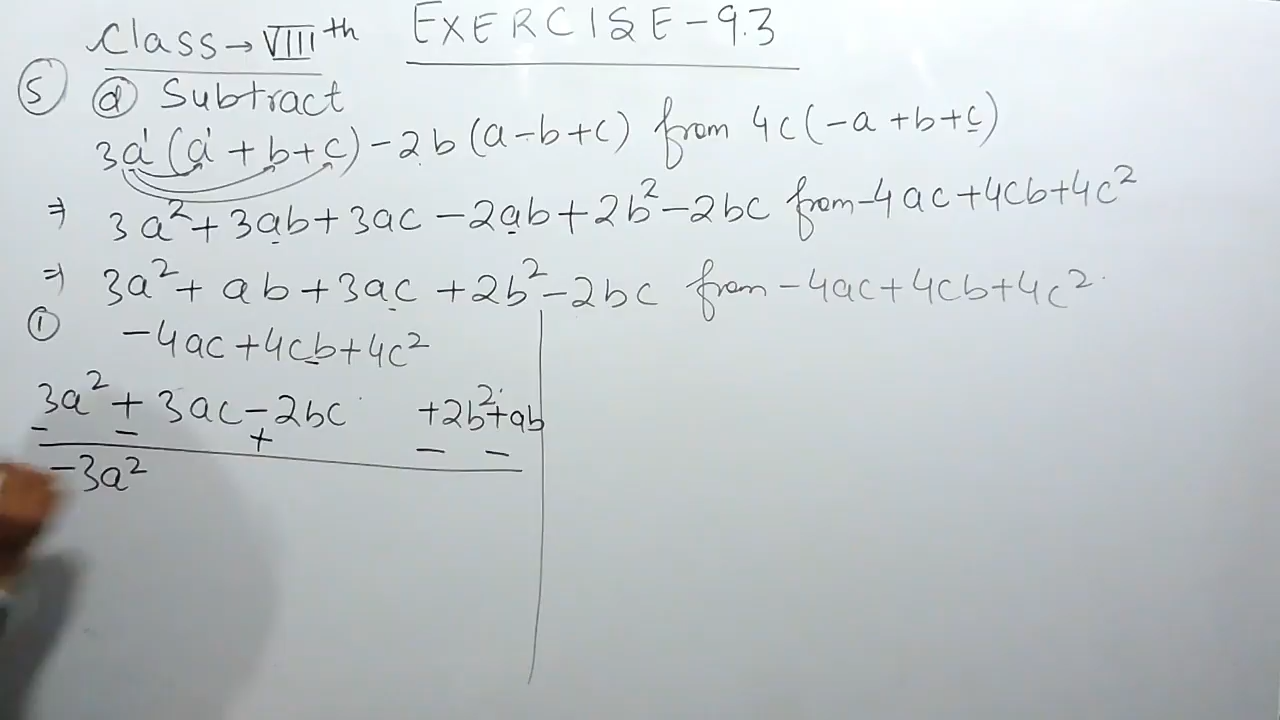 Class → VIIIth EXERCISE - 9.3
5 d Subtract
3a (a + b + c) - 2b (a - b + c) from 4c (-a + b + c)
⇒ 3a² + 3ab + 3ac - 2ab + 2b² - 2bc from -4ac + 4cb + 4c²
⇒ 3a² + ab + 3ac + 2b² - 2bc from -4ac + 4cb + 4c²
① -4ac + 4cb + 4c²
3a² + 3ac - 2bc +2b² + ab
- - + - -
-3a²